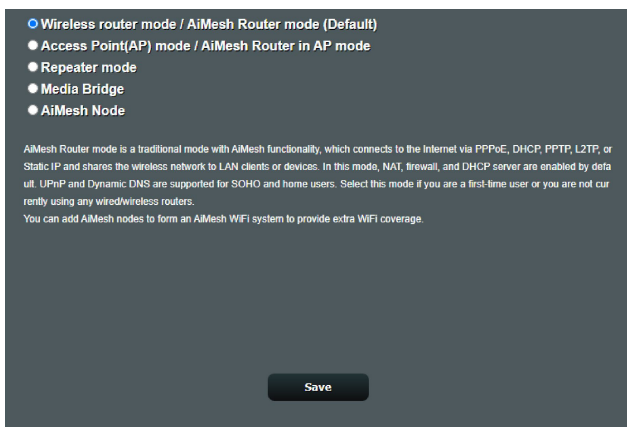 Wireless router mode / AiMesh Router mode (Default)
Access Point(AP) mode / AiMesh Router in AP mode
Repeater mode
Media Bridge
AiMesh Node
AiMesh Router mode is a traditional mode with AiMesh functionality, which connects to the Internet via PPPoE, DHCP, PPTP, L2TP, or
Static IP and shares the wireless network to LAN clients or devices. In this mode, NAT, firewall, and DHCP server are enabled by defa
ult. UPnP and Dynamic DNS are supported for SOHO and home users. Select this mode if you are a first-time user or you are not cur
rently using any wired/wireless routers.
You can add AiMesh nodes to form an AiMesh WiFi system to provide extra WiFi coverage.
Save